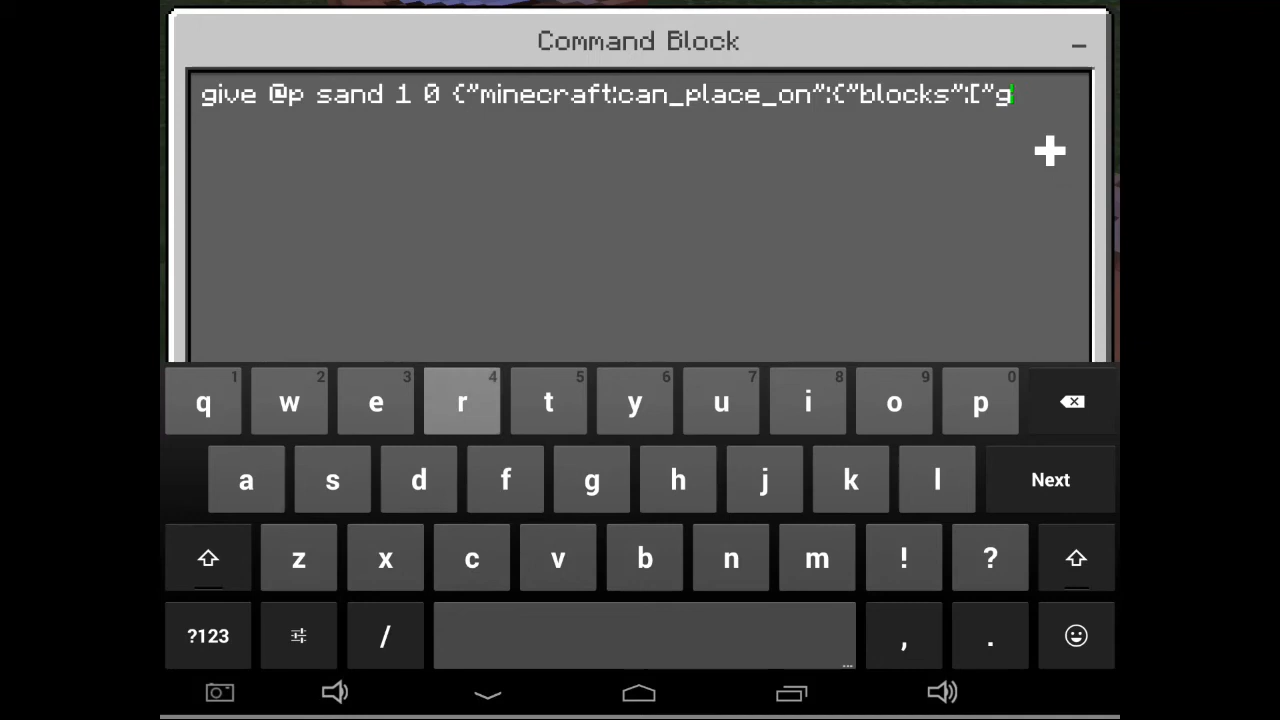 Command Block
give @p sand 1 0 {"minecraft:can_place_on":{"blocks":["g
1 2 3 4 5 6 7 8 9 0
q w e r t y u i o p
a s d f g h j k l Next
z x c v b n m ! ?
?123 / , .
...